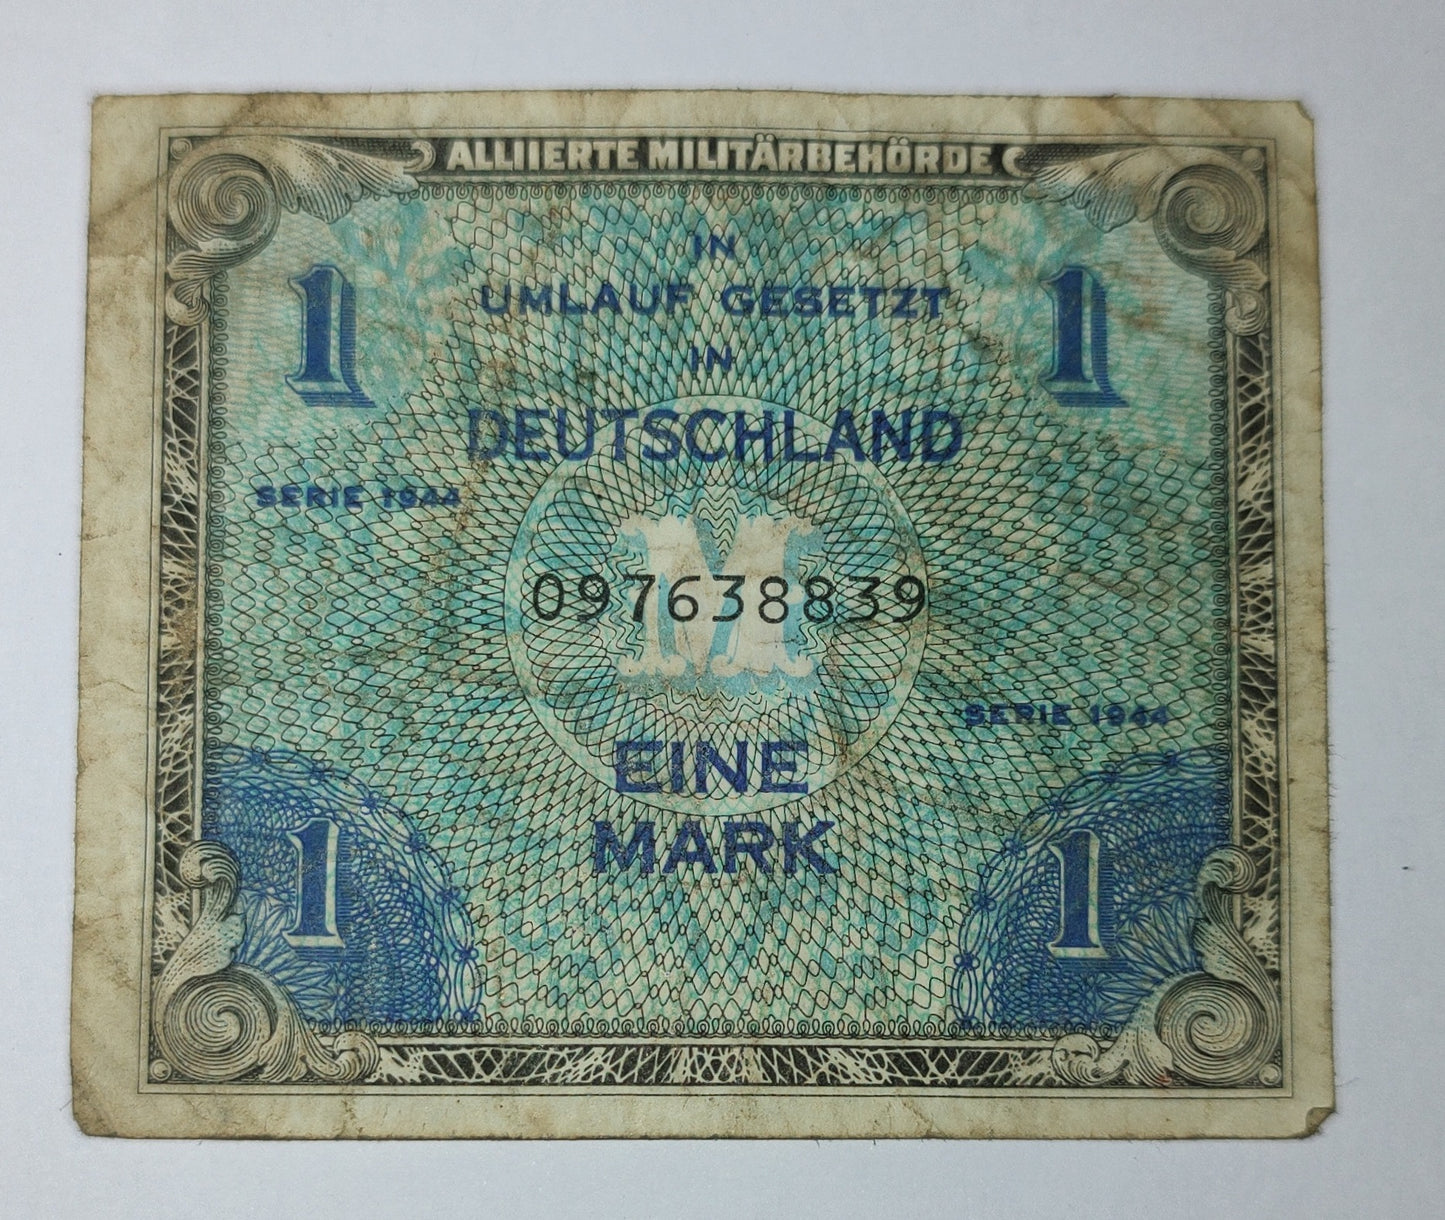 ALLIIERTE MILITÄRBEHÖRDE
IN
1 UMLAUF GESETZT 1
IN
DEUTSCHLAND
SERIE 1944
M
097638839
SERIE 1944
EINE
MARK
1 1